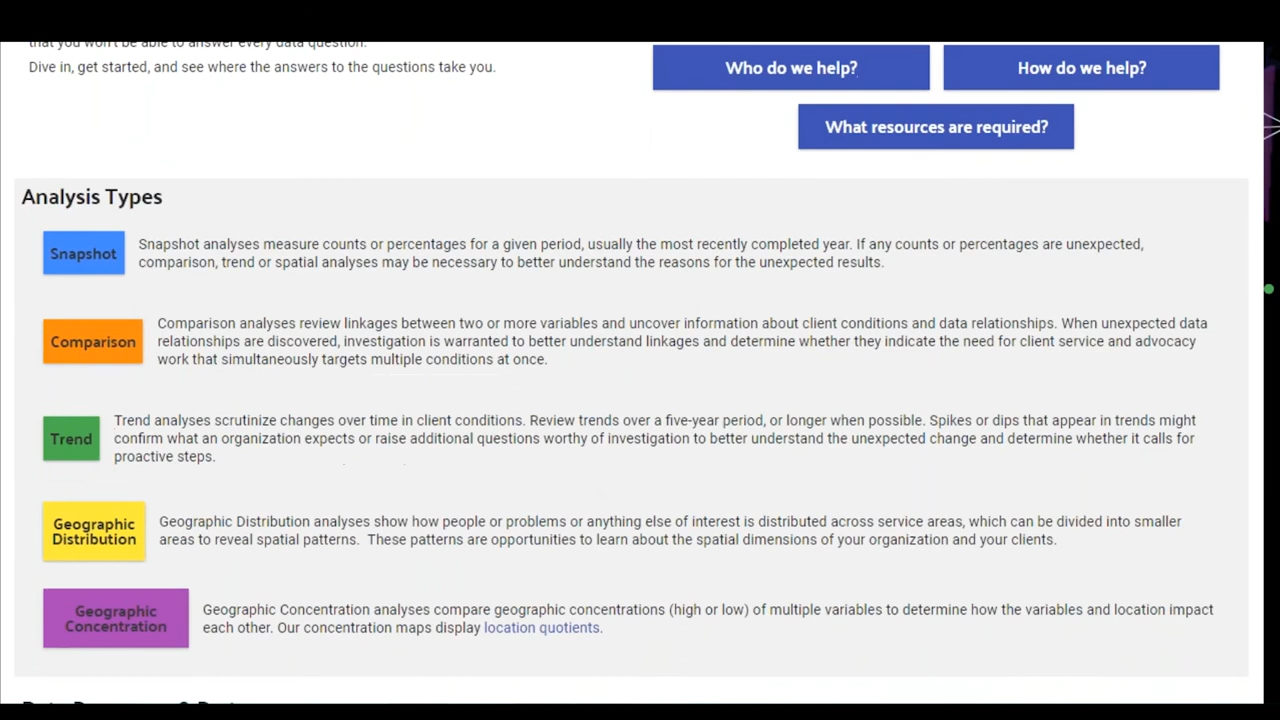 that you won't be able to answer every data question.
Dive in, get started, and see where the answers to the questions take you.
Who do we help?
How do we help?
What resources are required?
Analysis Types
Snapshot
Snapshot analyses measure counts or percentages for a given period, usually the most recently completed year. If any counts or percentages are unexpected,
comparison, trend or spatial analyses may be necessary to better understand the reasons for the unexpected results.
Comparison
Comparison analyses review linkages between two or more variables and uncover information about client conditions and data relationships. When unexpected data
relationships are discovered, investigation is warranted to better understand linkages and determine whether they indicate the need for client service and advocacy
work that simultaneously targets multiple conditions at once.
Trend
Trend analyses scrutinize changes over time in client conditions. Review trends over a five-year period, or longer when possible. Spikes or dips that appear in trends might
confirm what an organization expects or raise additional questions worthy of investigation to better understand the unexpected change and determine whether it calls for
proactive steps.
Geographic
Distribution
Geographic Distribution analyses show how people or problems or anything else of interest is distributed across service areas, which can be divided into smaller
areas to reveal spatial patterns. These patterns are opportunities to learn about the spatial dimensions of your organization and your clients.
Geographic
Concentration
Geographic Concentration analyses compare geographic concentrations (high or low) of multiple variables to determine how the variables and location impact
each other. Our concentration maps display location quotients.